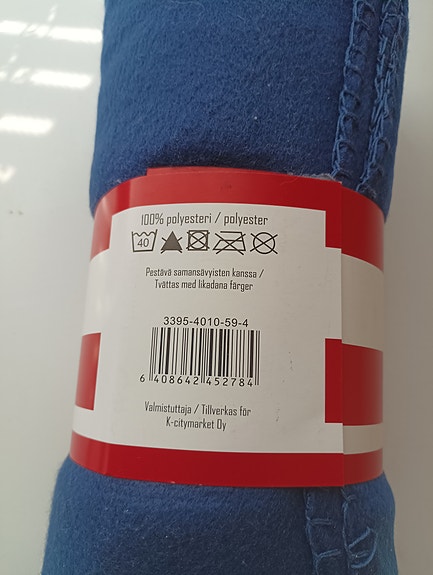 100% polyesteri / polyester
40
Pestävä samansävyisten kanssa /
Tvättas med likadana färger
3395-4010-59-4
6 408642 452784
Valmistuttaja / Tillverkas för
K-citymarket Oy